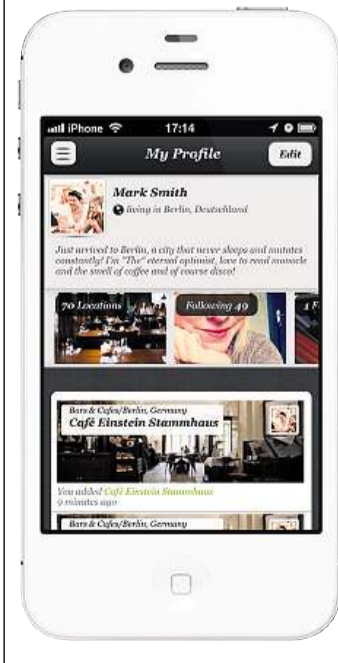 iPhone 17:14
My Profile
Edit
Mark Smith
living in Berlin, Deutschland
Just arrived to Berlin, a city that never sleeps and mutates
constantly! I'm "The" eternal optimist, love to read monocle
and the smell of coffee and of course disco!
70 Locations
Following 49
Bars & Cafes/Berlin, Germany
Café Einstein Stammhaus
You added Café Einstein Stammhaus
9 minutes ago
Bars & Cafes/Berlin, Germany